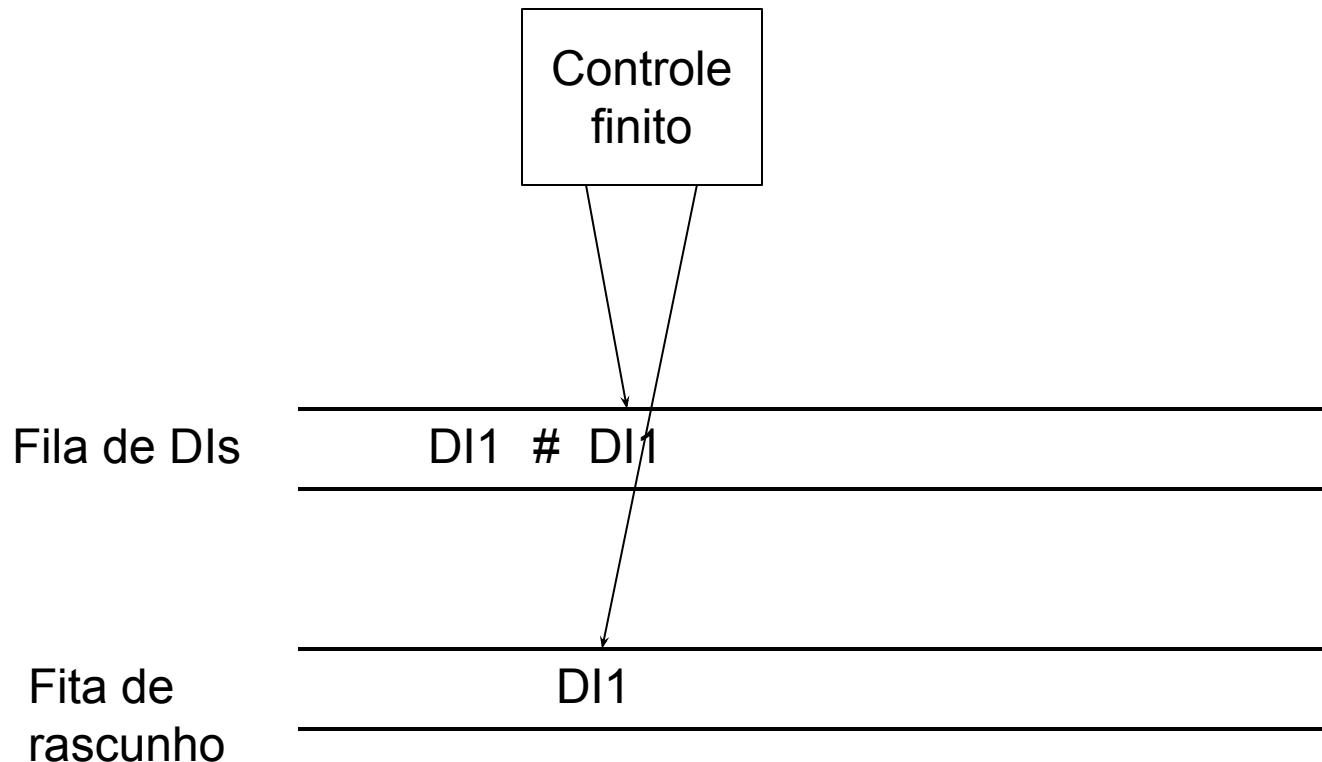 Controle
finito
Fila de DIs
DI1 # DI1
Fita de
rascunho
DI1